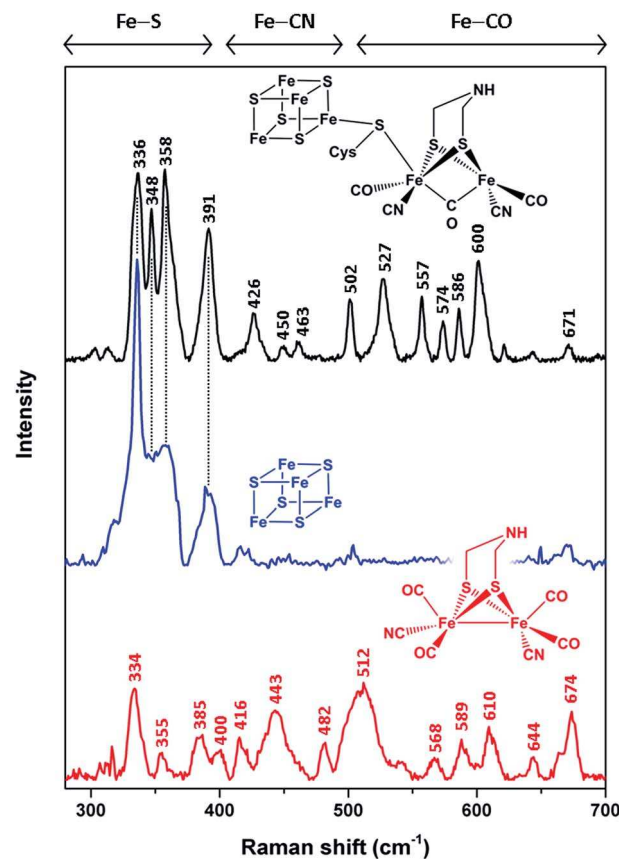 Fe–S Fe–CN Fe–CO
NH
Fe S
S Fe
S Fe S
Fe S Cys
S S
Fe Fe
CO CN C O CN CO
336 348 358 391 426 450 463 502 527 557 574 586 600 671
Fe S
S Fe
S Fe
Fe S
NH
S S
OC Fe Fe CO
NC CO
OC CN
334 355 385 400 416 443 482 512 568 589 610 644 674
Intensity
300 400 500 600 700
Raman shift (cm⁻¹)